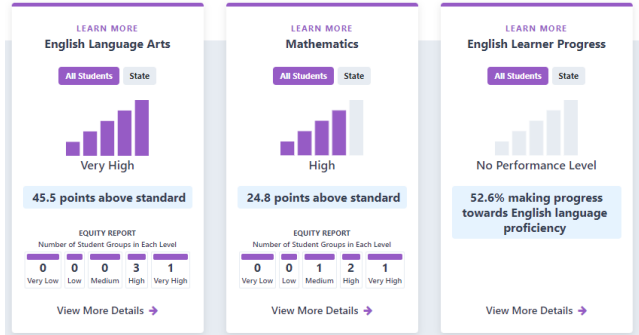 LEARN MORE
English Language Arts
All Students
State
Very High
45.5 points above standard
EQUITY REPORT
Number of Student Groups in Each Level
0
0
0
3
1
Very Low
Low
Medium
High
Very High
View More Details
LEARN MORE
Mathematics
All Students
State
High
24.8 points above standard
EQUITY REPORT
Number of Student Groups in Each Level
0
0
1
2
1
Very Low
Low
Medium
High
Very High
View More Details
LEARN MORE
English Learner Progress
All Students
State
No Performance Level
52.6% making progress
towards English language
proficiency
View More Details